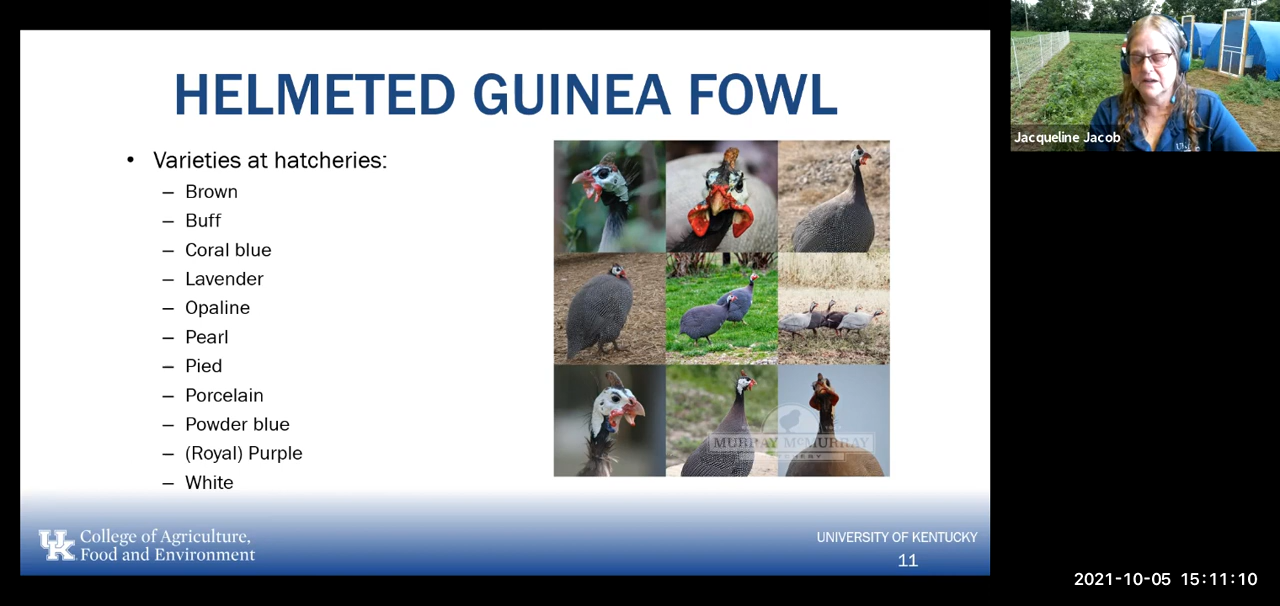 HELMETED GUINEA FOWL
• Varieties at hatcheries:
– Brown
– Buff
– Coral blue
– Lavender
– Opaline
– Pearl
– Pied
– Porcelain
– Powder blue
– (Royal) Purple
– White
MURRAY McMURRAY
HATCHERY
UK College of Agriculture,
Food and Environment
UNIVERSITY OF KENTUCKY
11
Jacqueline Jacob
2021-10-05 15:11:10